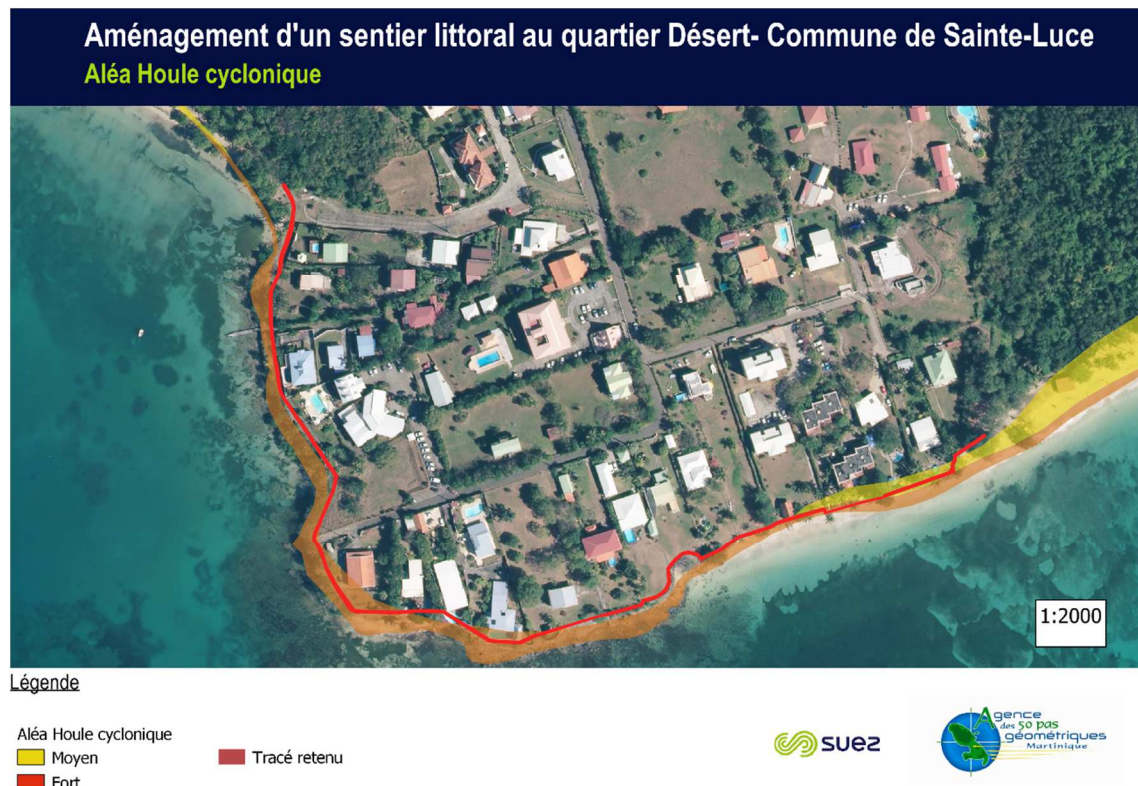 Aménagement d'un sentier littoral au quartier Désert- Commune de Sainte-Luce
Aléa Houle cyclonique
1:2000
Légende
Aléa Houle cyclonique
Moyen
Tracé retenu
Fort
suez
Agence
des 50 pas
géométriques
Martinique